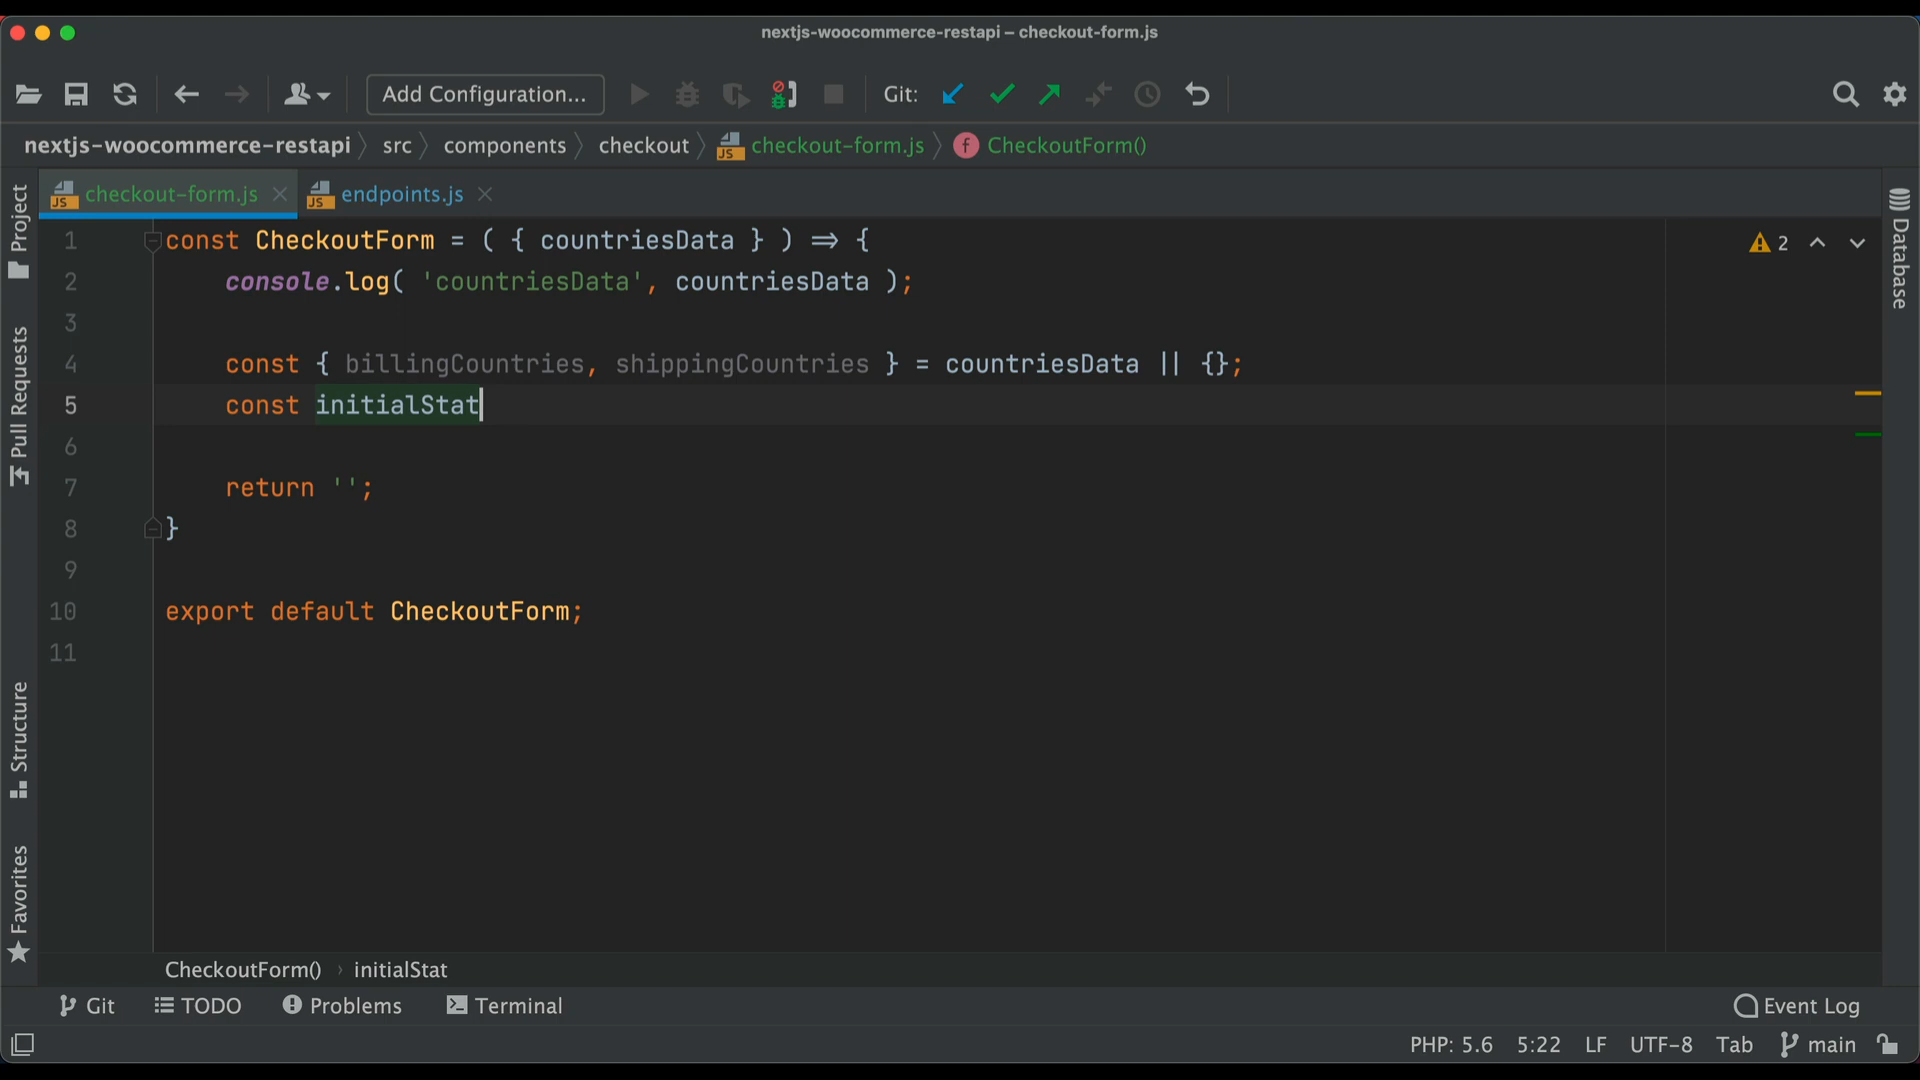 nextjs-woocommerce-restapi – checkout-form.js
Add Configuration...
Git:
nextjs-woocommerce-restapi
src
components
checkout
JS
checkout-form.js
f
CheckoutForm()
JS
checkout-form.js
JS
endpoints.js
Project
Pull Requests
Structure
Favorites
Database
2
1 const CheckoutForm = ( { countriesData } ) => {
2 console.log( 'countriesData', countriesData );
3
4 const { billingCountries, shippingCountries } = countriesData || {};
5 const initialStat
6
7 return '';
8 }
9
10 export default CheckoutForm;
11
CheckoutForm() › initialStat
Git
TODO
Problems
Terminal
Event Log
PHP: 5.6
5:22
LF
UTF-8
Tab
main